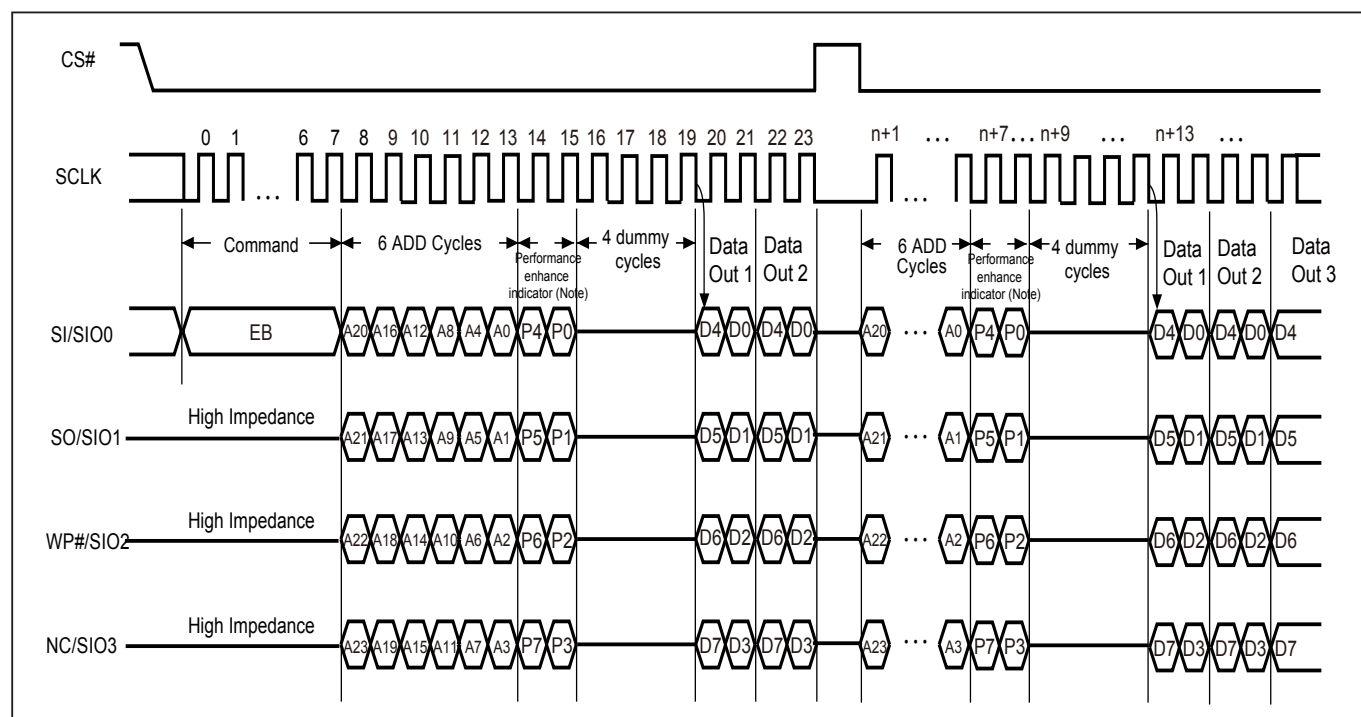 CS#
0 1 6 7 8 9 10 11 12 13 14 15 16 17 18 19 20 21 22 23 n+1 ... n+7... n+9 ... n+13 ...
SCLK
... ...
Command
6 ADD Cycles
Performance
enhance
indicator (Note)
4 dummy
cycles
Data
Out 1
Data
Out 2
6 ADD
Cycles
Performance
enhance
indicator (Note)
4 dummy
cycles
Data
Out 1
Data
Out 2
Data
Out 3
SI/SIO0 EB A20 A16 A12 A8 A4 A0 P4 P0 D4 D0 D4 D0 A20 ... A0 P4 P0 D4 D0 D4 D0 D4
High Impedance
SO/SIO1 A21 A17 A13 A9 A5 A1 P5 P1 D5 D1 D5 D1 A21 ... A1 P5 P1 D5 D1 D5 D1 D5
High Impedance
WP#/SIO2 A22 A18 A14 A10 A6 A2 P6 P2 D6 D2 D6 D2 A22 ... A2 P6 P2 D6 D2 D6 D2 D6
High Impedance
NC/SIO3 A23 A19 A15 A11 A7 A3 P7 P3 D7 D3 D7 D3 A23 ... A3 P7 P3 D7 D3 D7 D3 D7